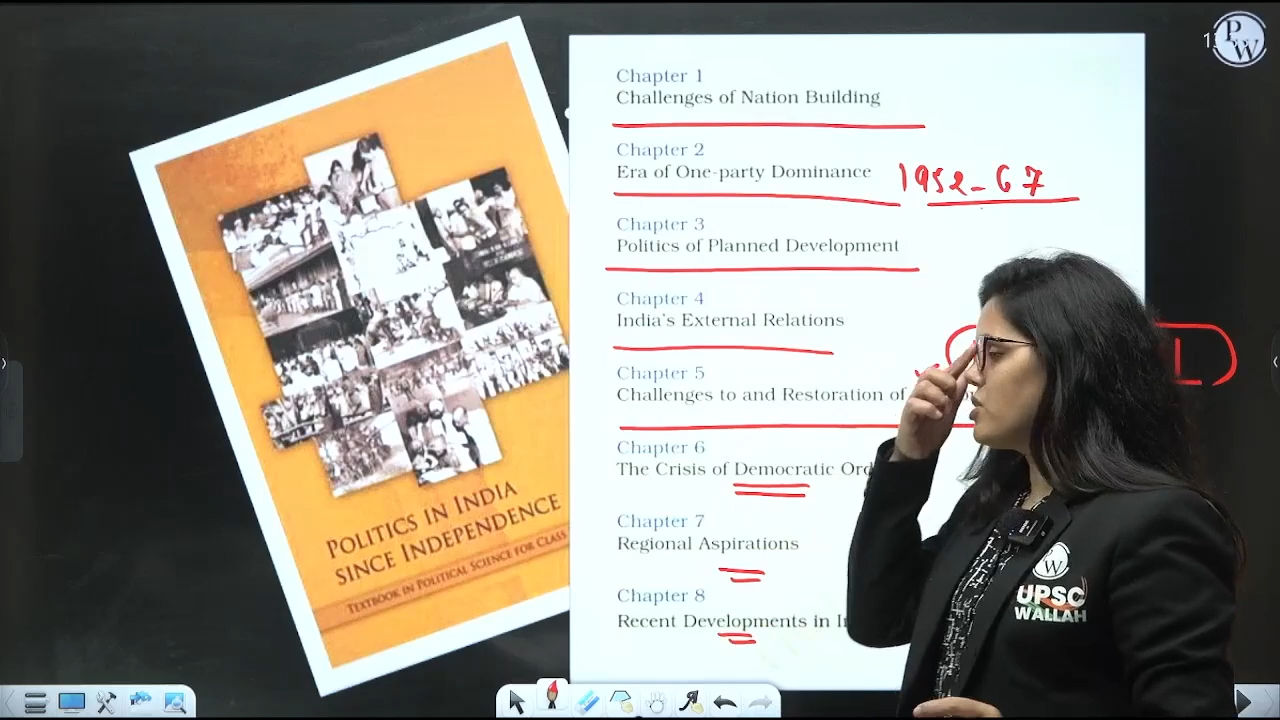 POLITICS IN INDIA
SINCE INDEPENDENCE
TEXTBOOK IN POLITICAL SCIENCE FOR CLASS
Chapter 1
Challenges of Nation Building
Chapter 2
Era of One-party Dominance 1952-67
Chapter 3
Politics of Planned Development
Chapter 4
India's External Relations
Chapter 5
Challenges to and Restoration of
Chapter 6
The Crisis of Democratic
Chapter 7
Regional Aspirations
Chapter 8
Recent Developments in
PW
W
UPSC
WALLAH